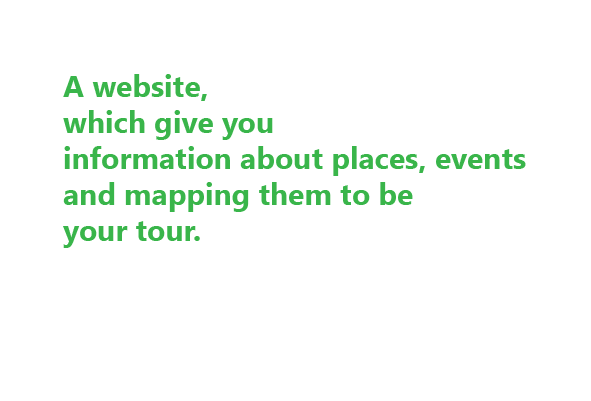 A website,
which give you
information about places, events
and mapping them to be
your tour.